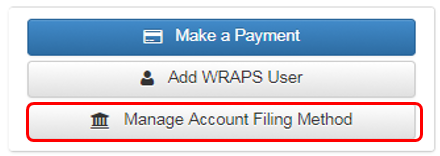 Make a Payment
Add WRAPS User
Manage Account Filing Method